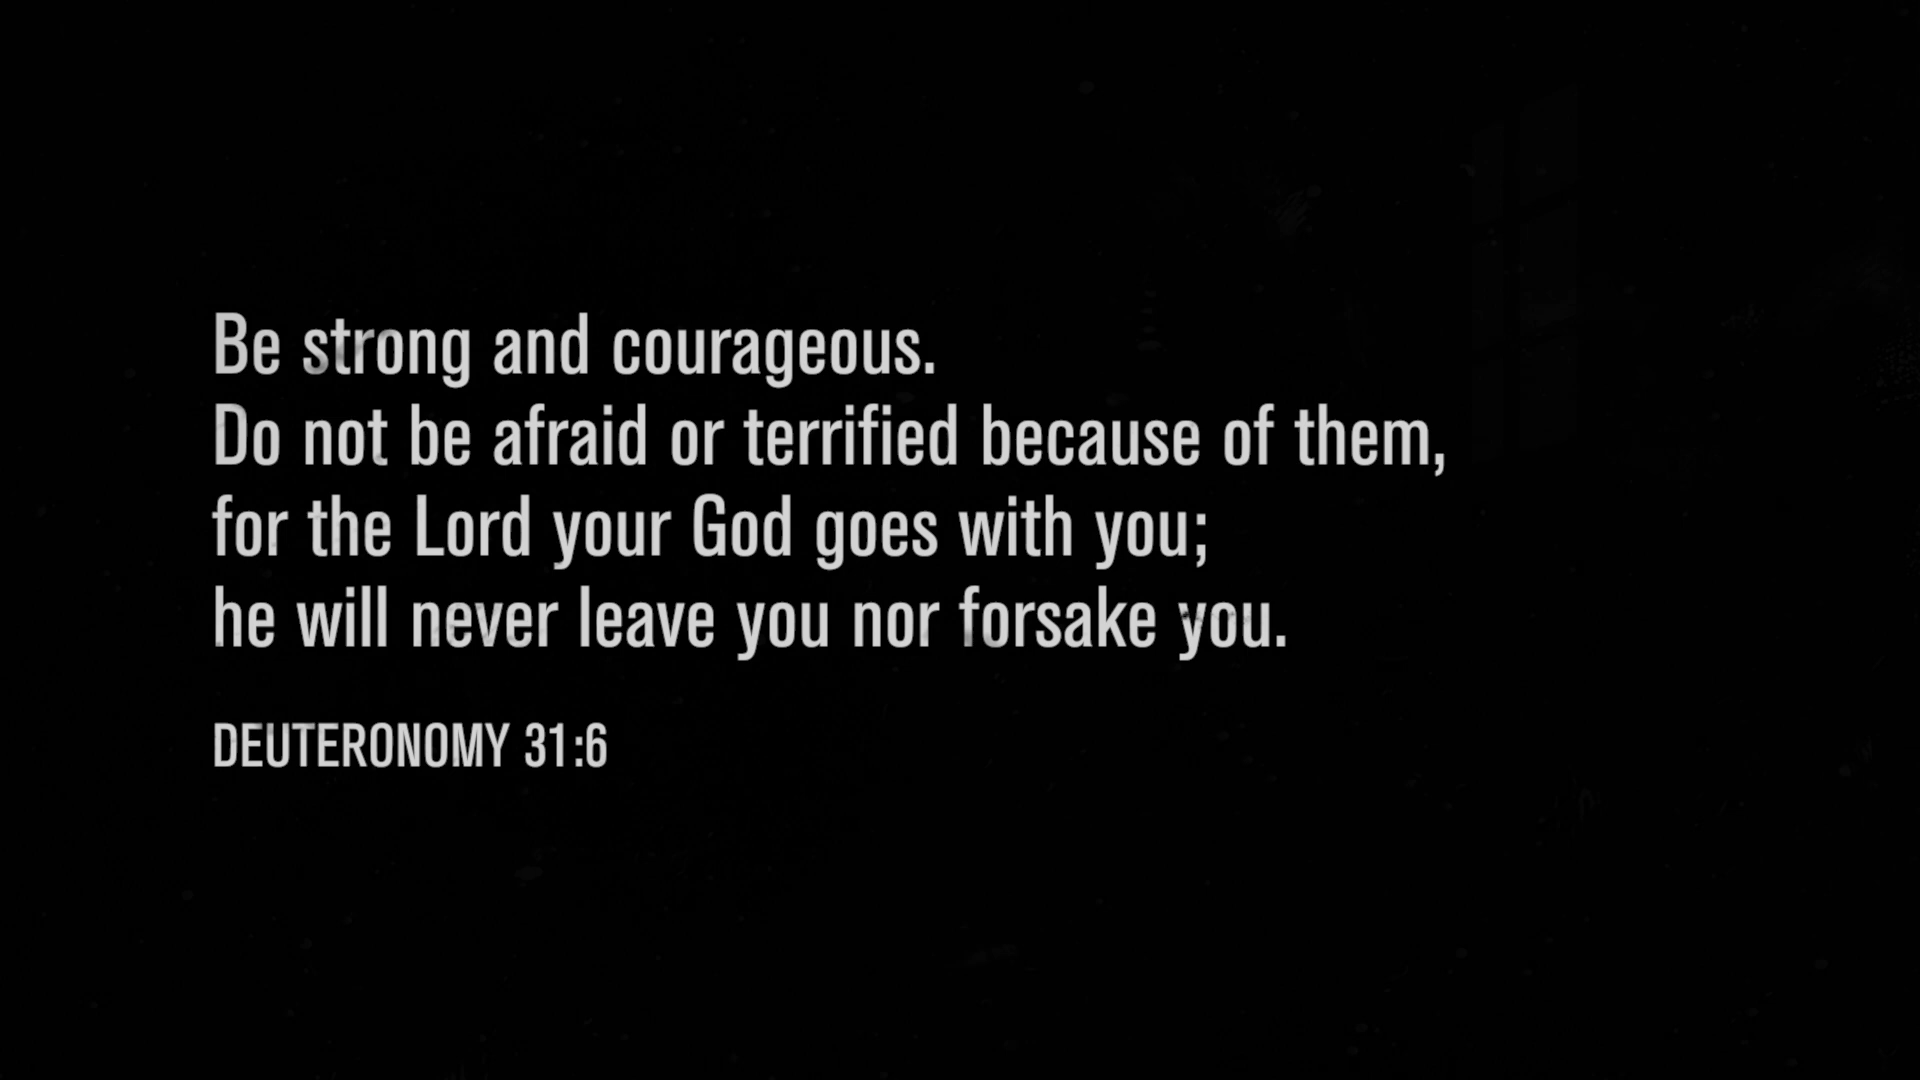 Be strong and courageous.
Do not be afraid or terrified because of them,
for the Lord your God goes with you;
he will never leave you nor forsake you.
DEUTERONOMY 31:6